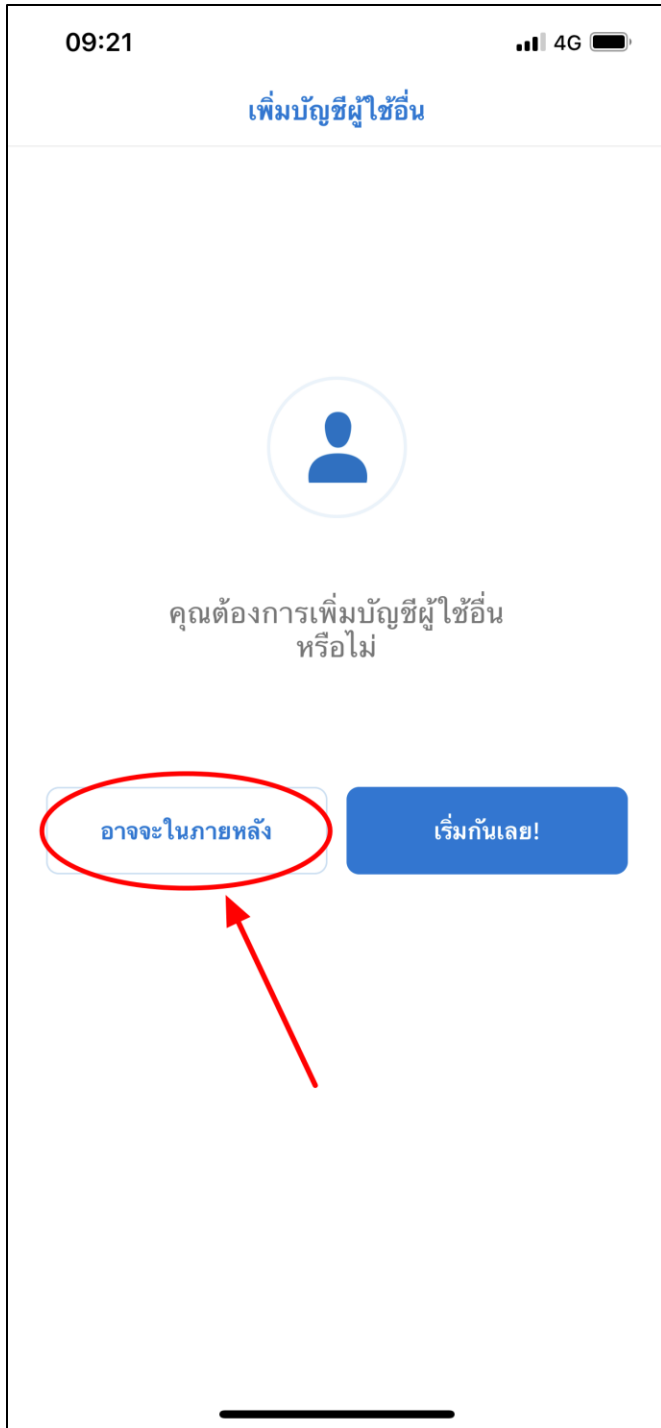 09:21
4G
เพิ่มบัญชีผู้ใช้อื่น
คุณต้องการเพิ่มบัญชีผู้ใช้อื่น
หรือไม่
อาจจะในภายหลัง
เริ่มกันเลย!